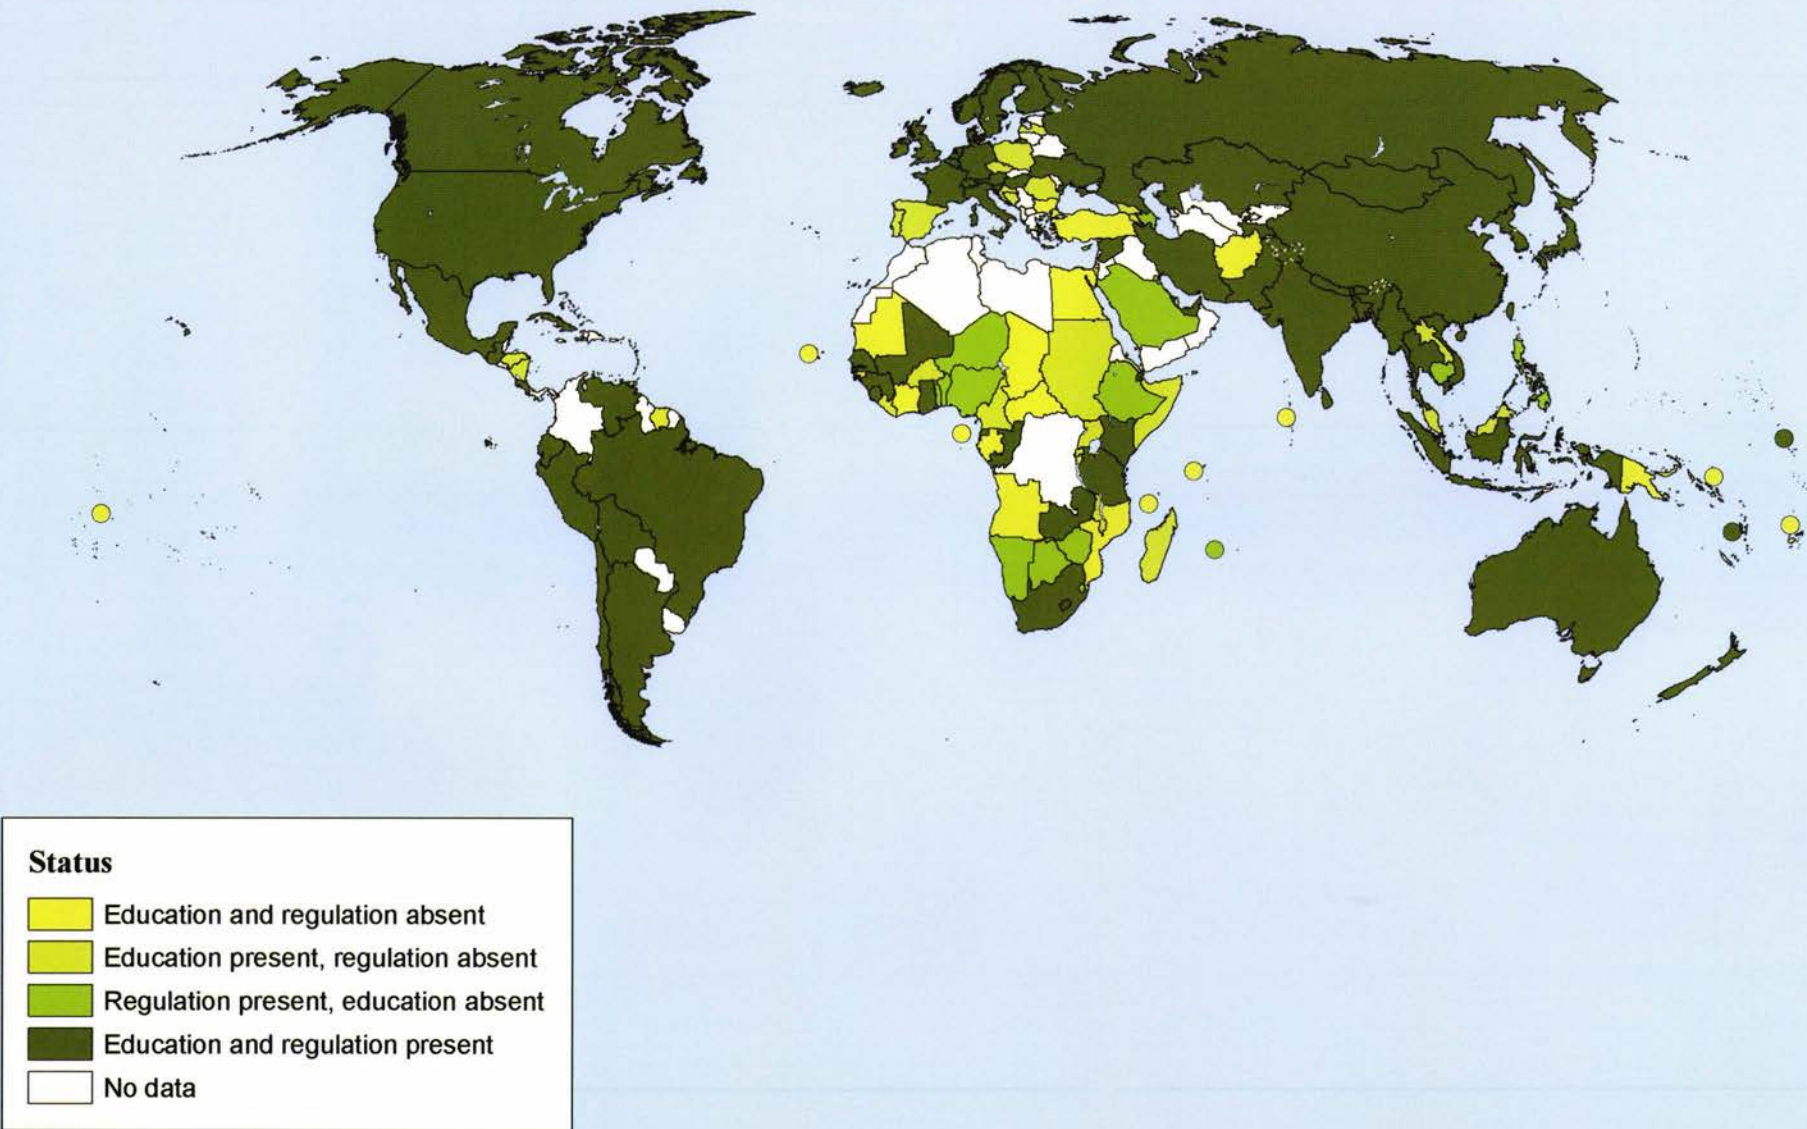 Status
Education and regulation absent
Education present, regulation absent
Regulation present, education absent
Education and regulation present
No data